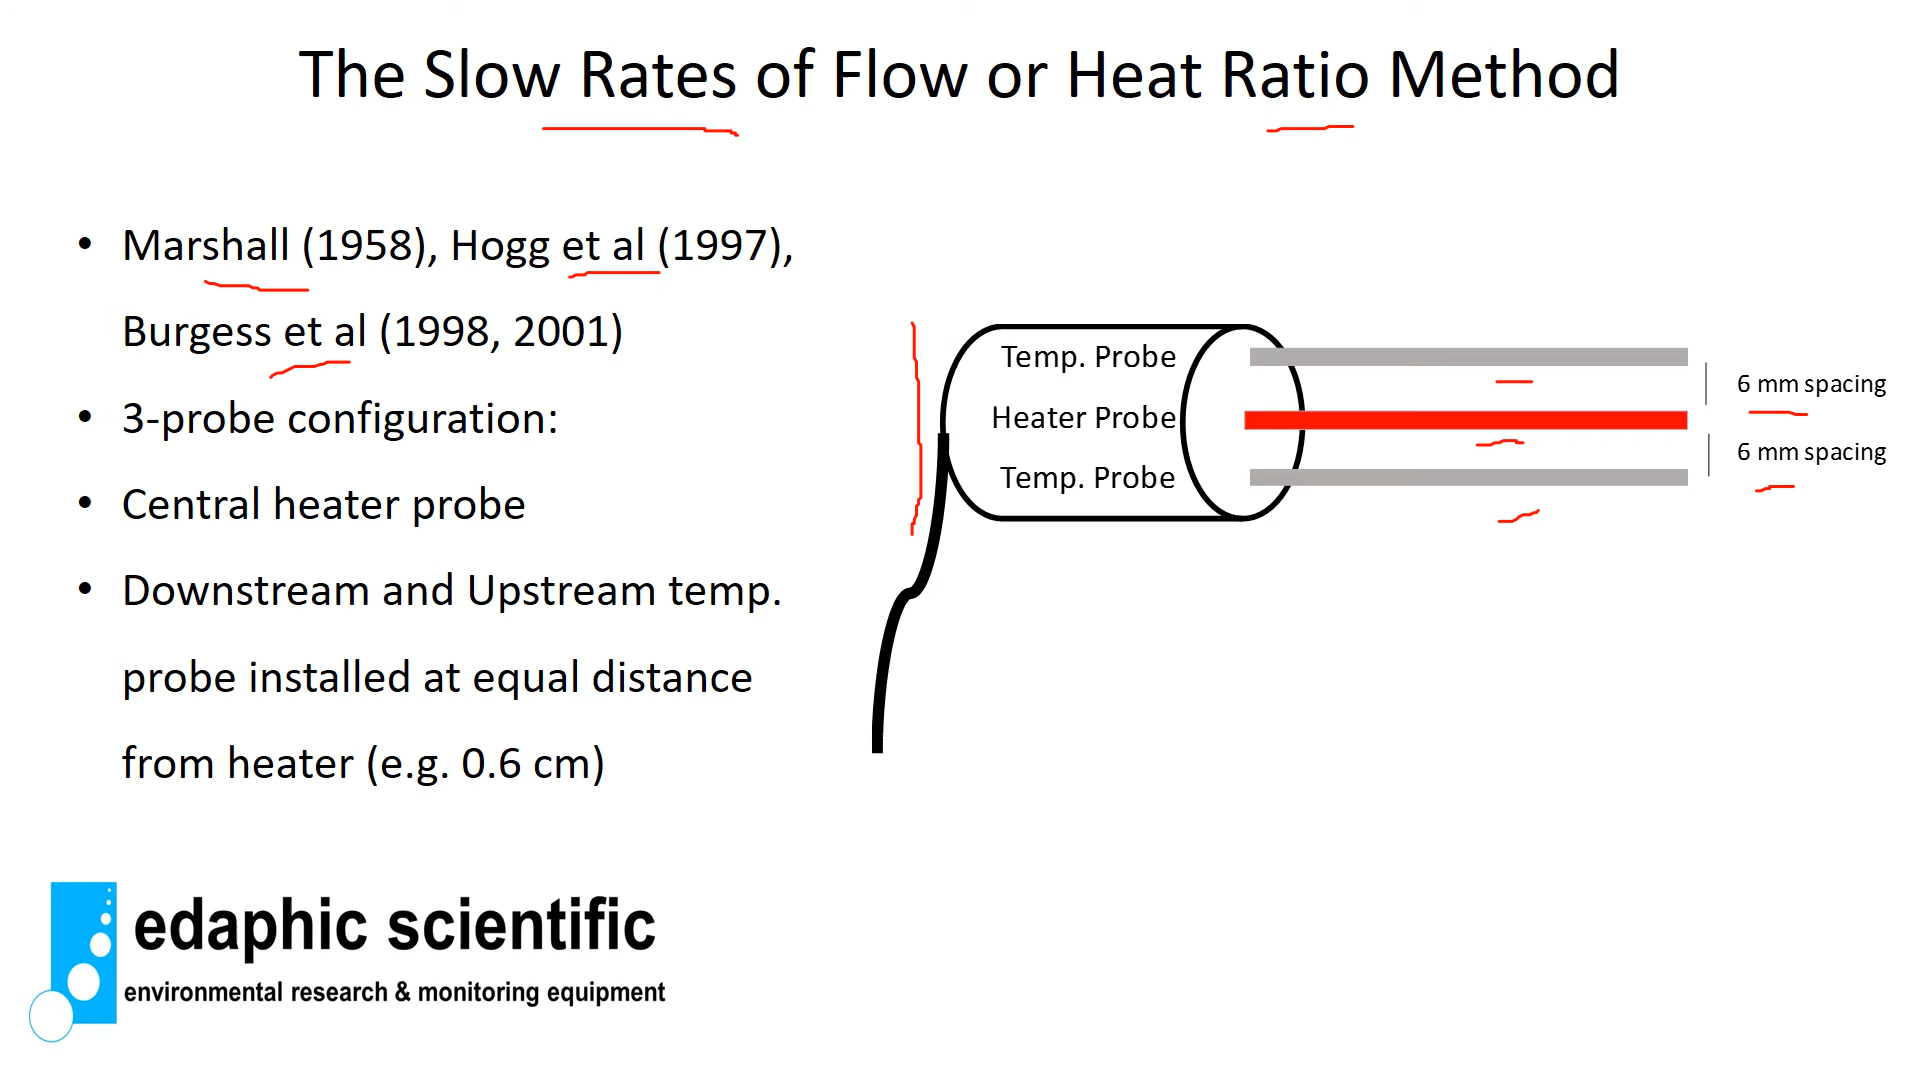 The Slow Rates of Flow or Heat Ratio Method
• Marshall (1958), Hogg et al (1997),
Burgess et al (1998, 2001)
• 3-probe configuration:
• Central heater probe
• Downstream and Upstream temp.
probe installed at equal distance
from heater (e.g. 0.6 cm)
Temp. Probe
Heater Probe
Temp. Probe
6 mm spacing
6 mm spacing
edaphic scientific
environmental research & monitoring equipment